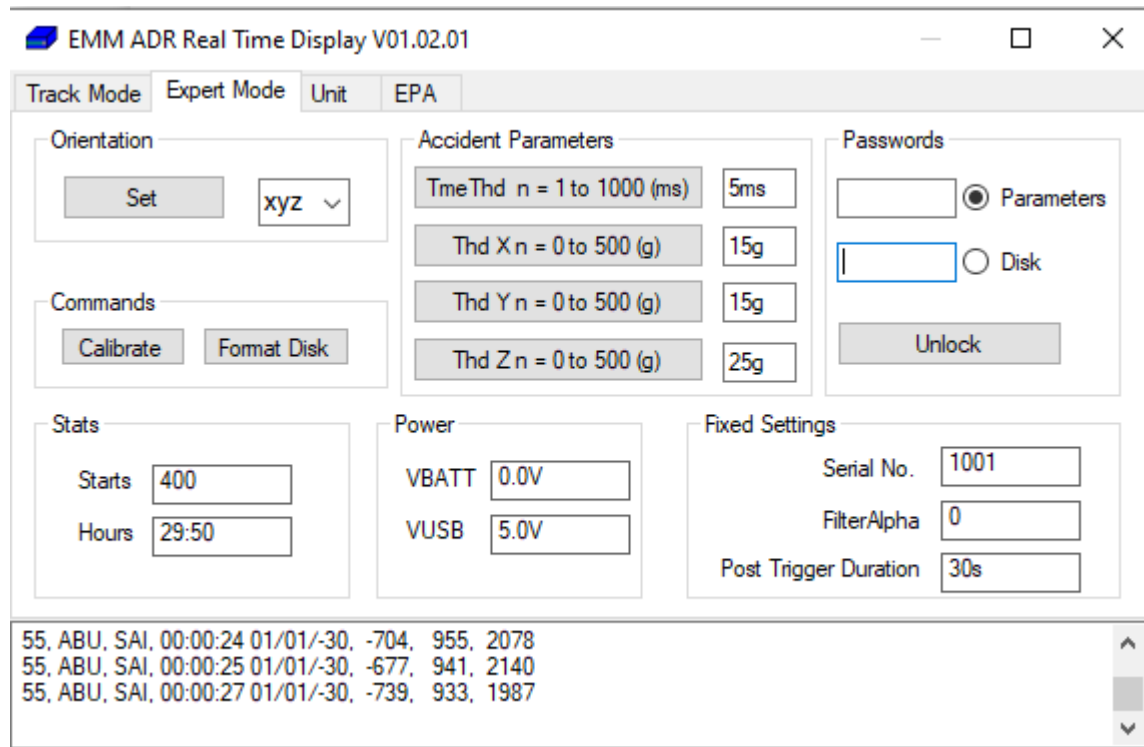 EMM ADR Real Time Display V01.02.01
Track Mode Expert Mode Unit EPA
Orientation
Set xyz
Commands
Calibrate Format Disk
Accident Parameters
TmeThd n = 1 to 1000 (ms) 5ms
Thd X n = 0 to 500 (g) 15g
Thd Y n = 0 to 500 (g) 15g
Thd Z n = 0 to 500 (g) 25g
Passwords
Parameters
Disk
Unlock
Stats
Starts 400
Hours 29:50
Power
VBATT 0.0V
VUSB 5.0V
Fixed Settings
Serial No. 1001
FilterAlpha 0
Post Trigger Duration 30s
55, ABU, SAI, 00:00:24 01/01/-30, -704, 955, 2078
55, ABU, SAI, 00:00:25 01/01/-30, -677, 941, 2140
55, ABU, SAI, 00:00:27 01/01/-30, -739, 933, 1987